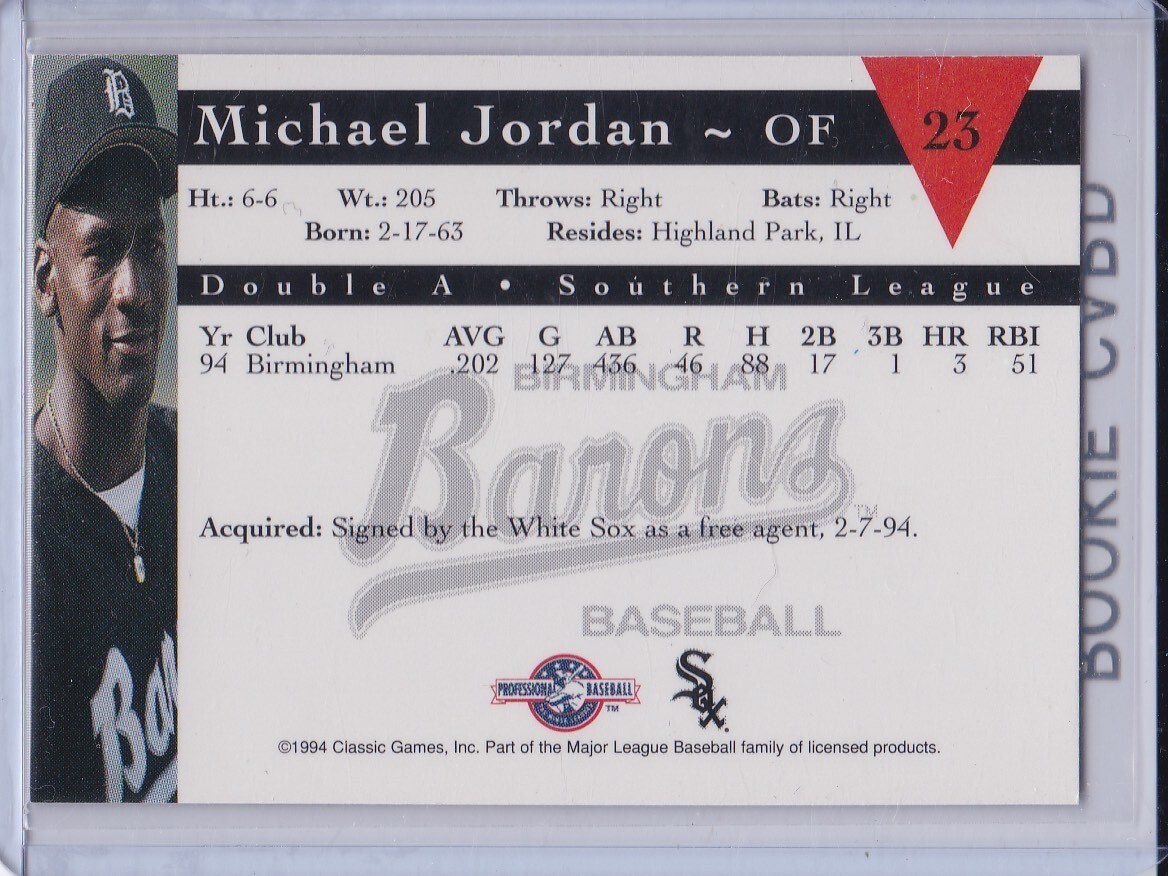 B
Michael Jordan ~ OF
23
Ht.: 6-6 Wt.: 205 Throws: Right Bats: Right
Born: 2-17-63 Resides: Highland Park, IL
Double A • Southern League
Yr Club AVG G AB R H 2B 3B HR RBI
94 Birmingham .202 127 436 46 88 17 1 3 51
BIRMINGHAM
Barons™
Acquired: Signed by the White Sox as a free agent, 2-7-94.
BASEBALL
Bar
PROFESSIONAL BASEBALL™
Sox
©1994 Classic Games, Inc. Part of the Major League Baseball family of licensed products.
ROOKIE CARD